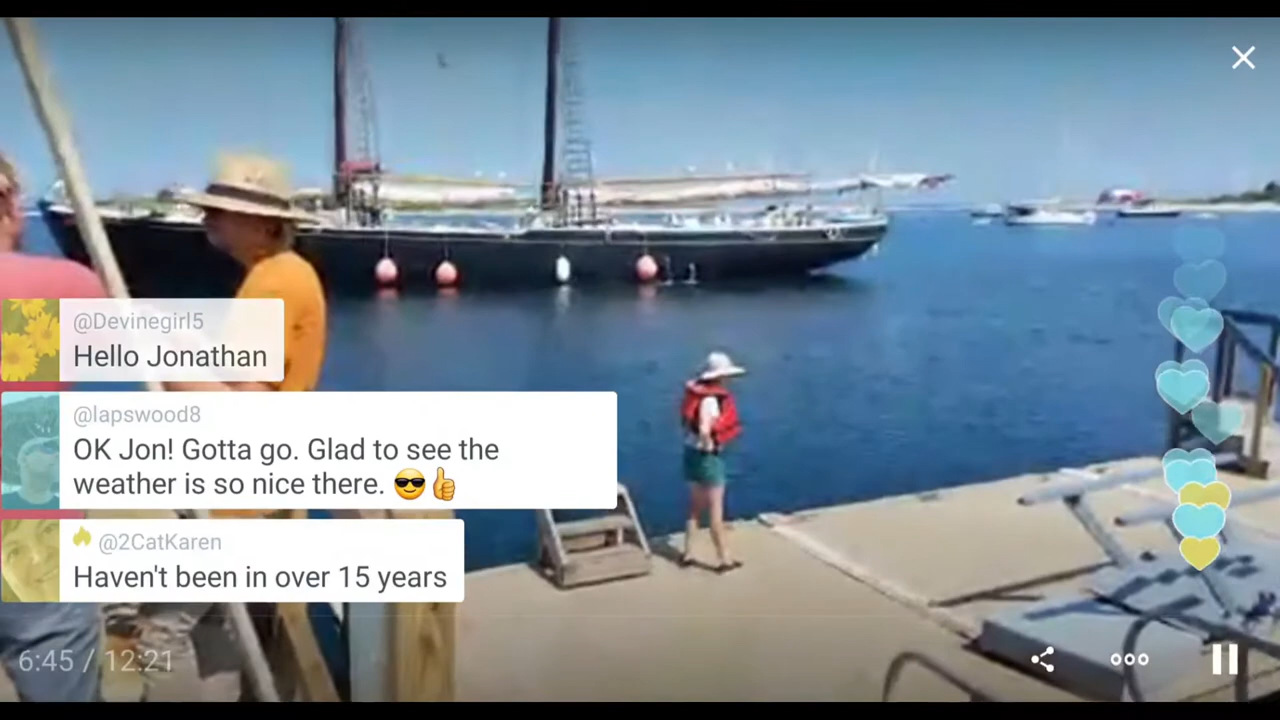 @Devinegirl5
Hello Jonathan
@lapswood8
OK Jon! Gotta go. Glad to see the
weather is so nice there. 😎👍
@2CatKaren
Haven't been in over 15 years
6:45 / 12:21